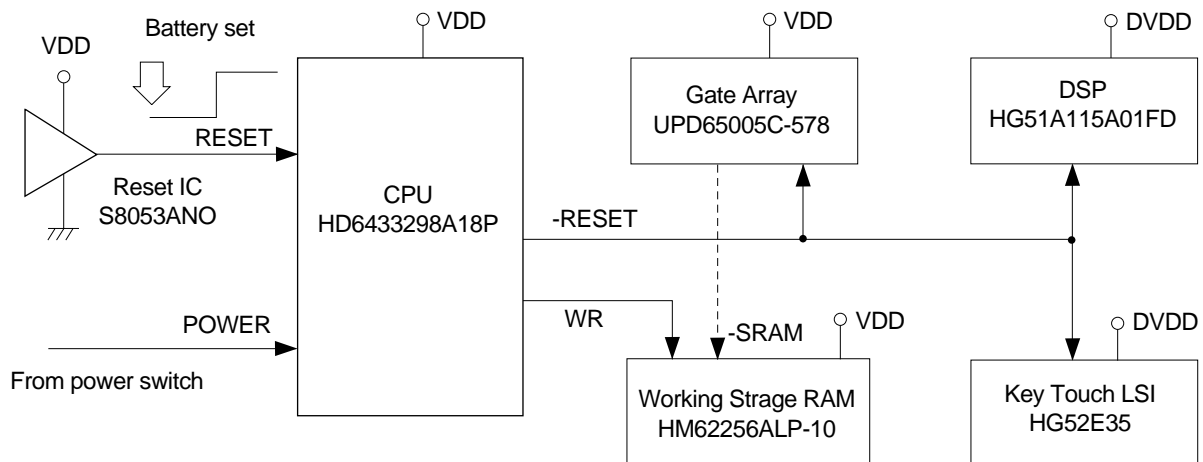 Battery set
VDD
RESET
Reset IC
S8053ANO
POWER
From power switch
VDD
CPU
HD6433298A18P
-RESET
WR
VDD
Gate Array
UPD65005C-578
-SRAM
VDD
Working Strage RAM
HM62256ALP-10
DVDD
DSP
HG51A115A01FD
DVDD
Key Touch LSI
HG52E35